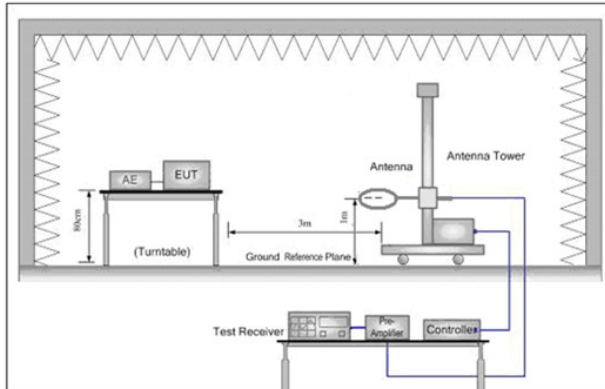 Antenna
Antenna Tower
AE
EUT
80cm
(Turntable)
3m
1m
Ground Reference Plane
Test Receiver
Pre-
Amplifier
Controller